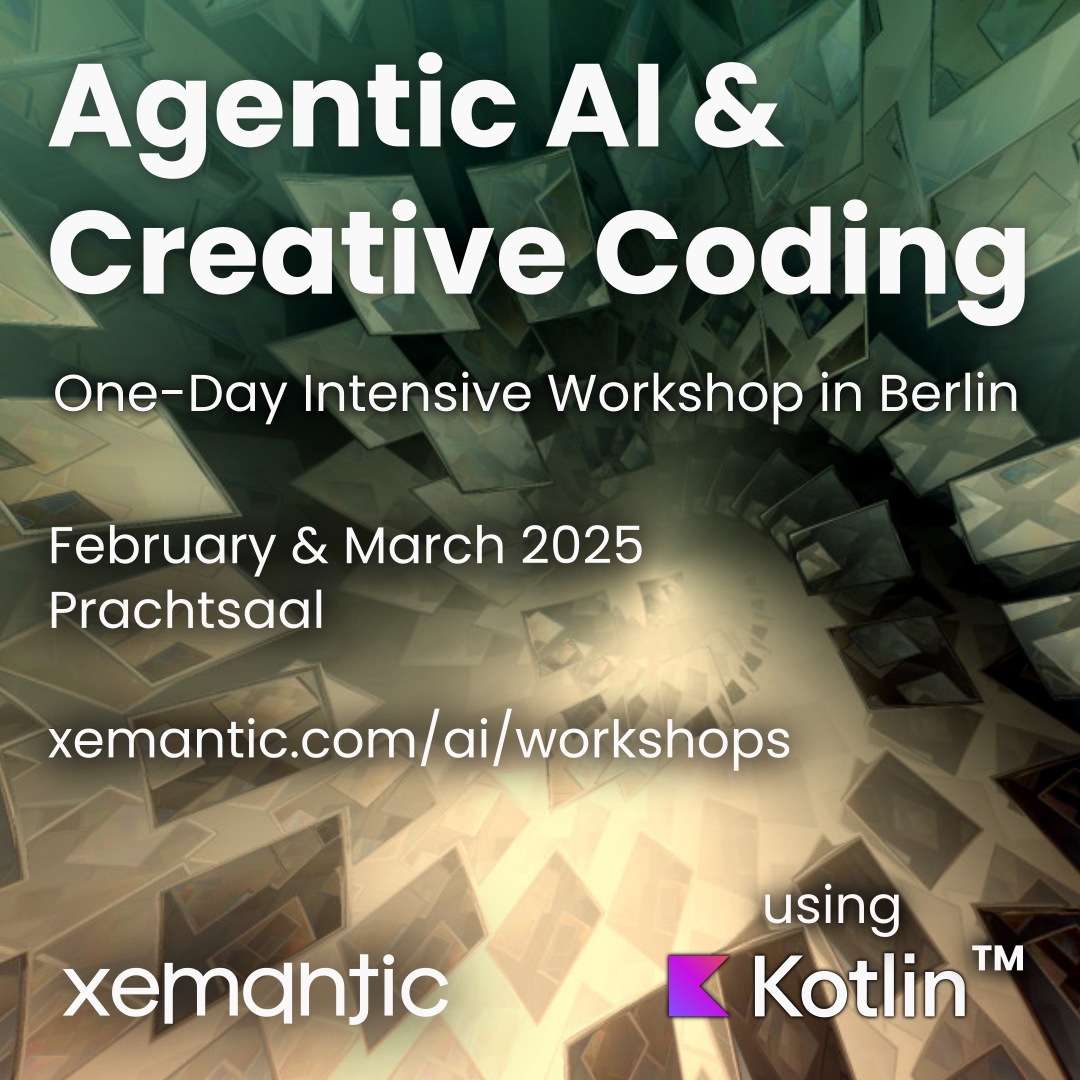 Agentic AI &
Creative Coding
One-Day Intensive Workshop in Berlin
February & March 2025
Prachtsaal
xemantic.com/ai/workshops
using
xemantic
Kotlin™